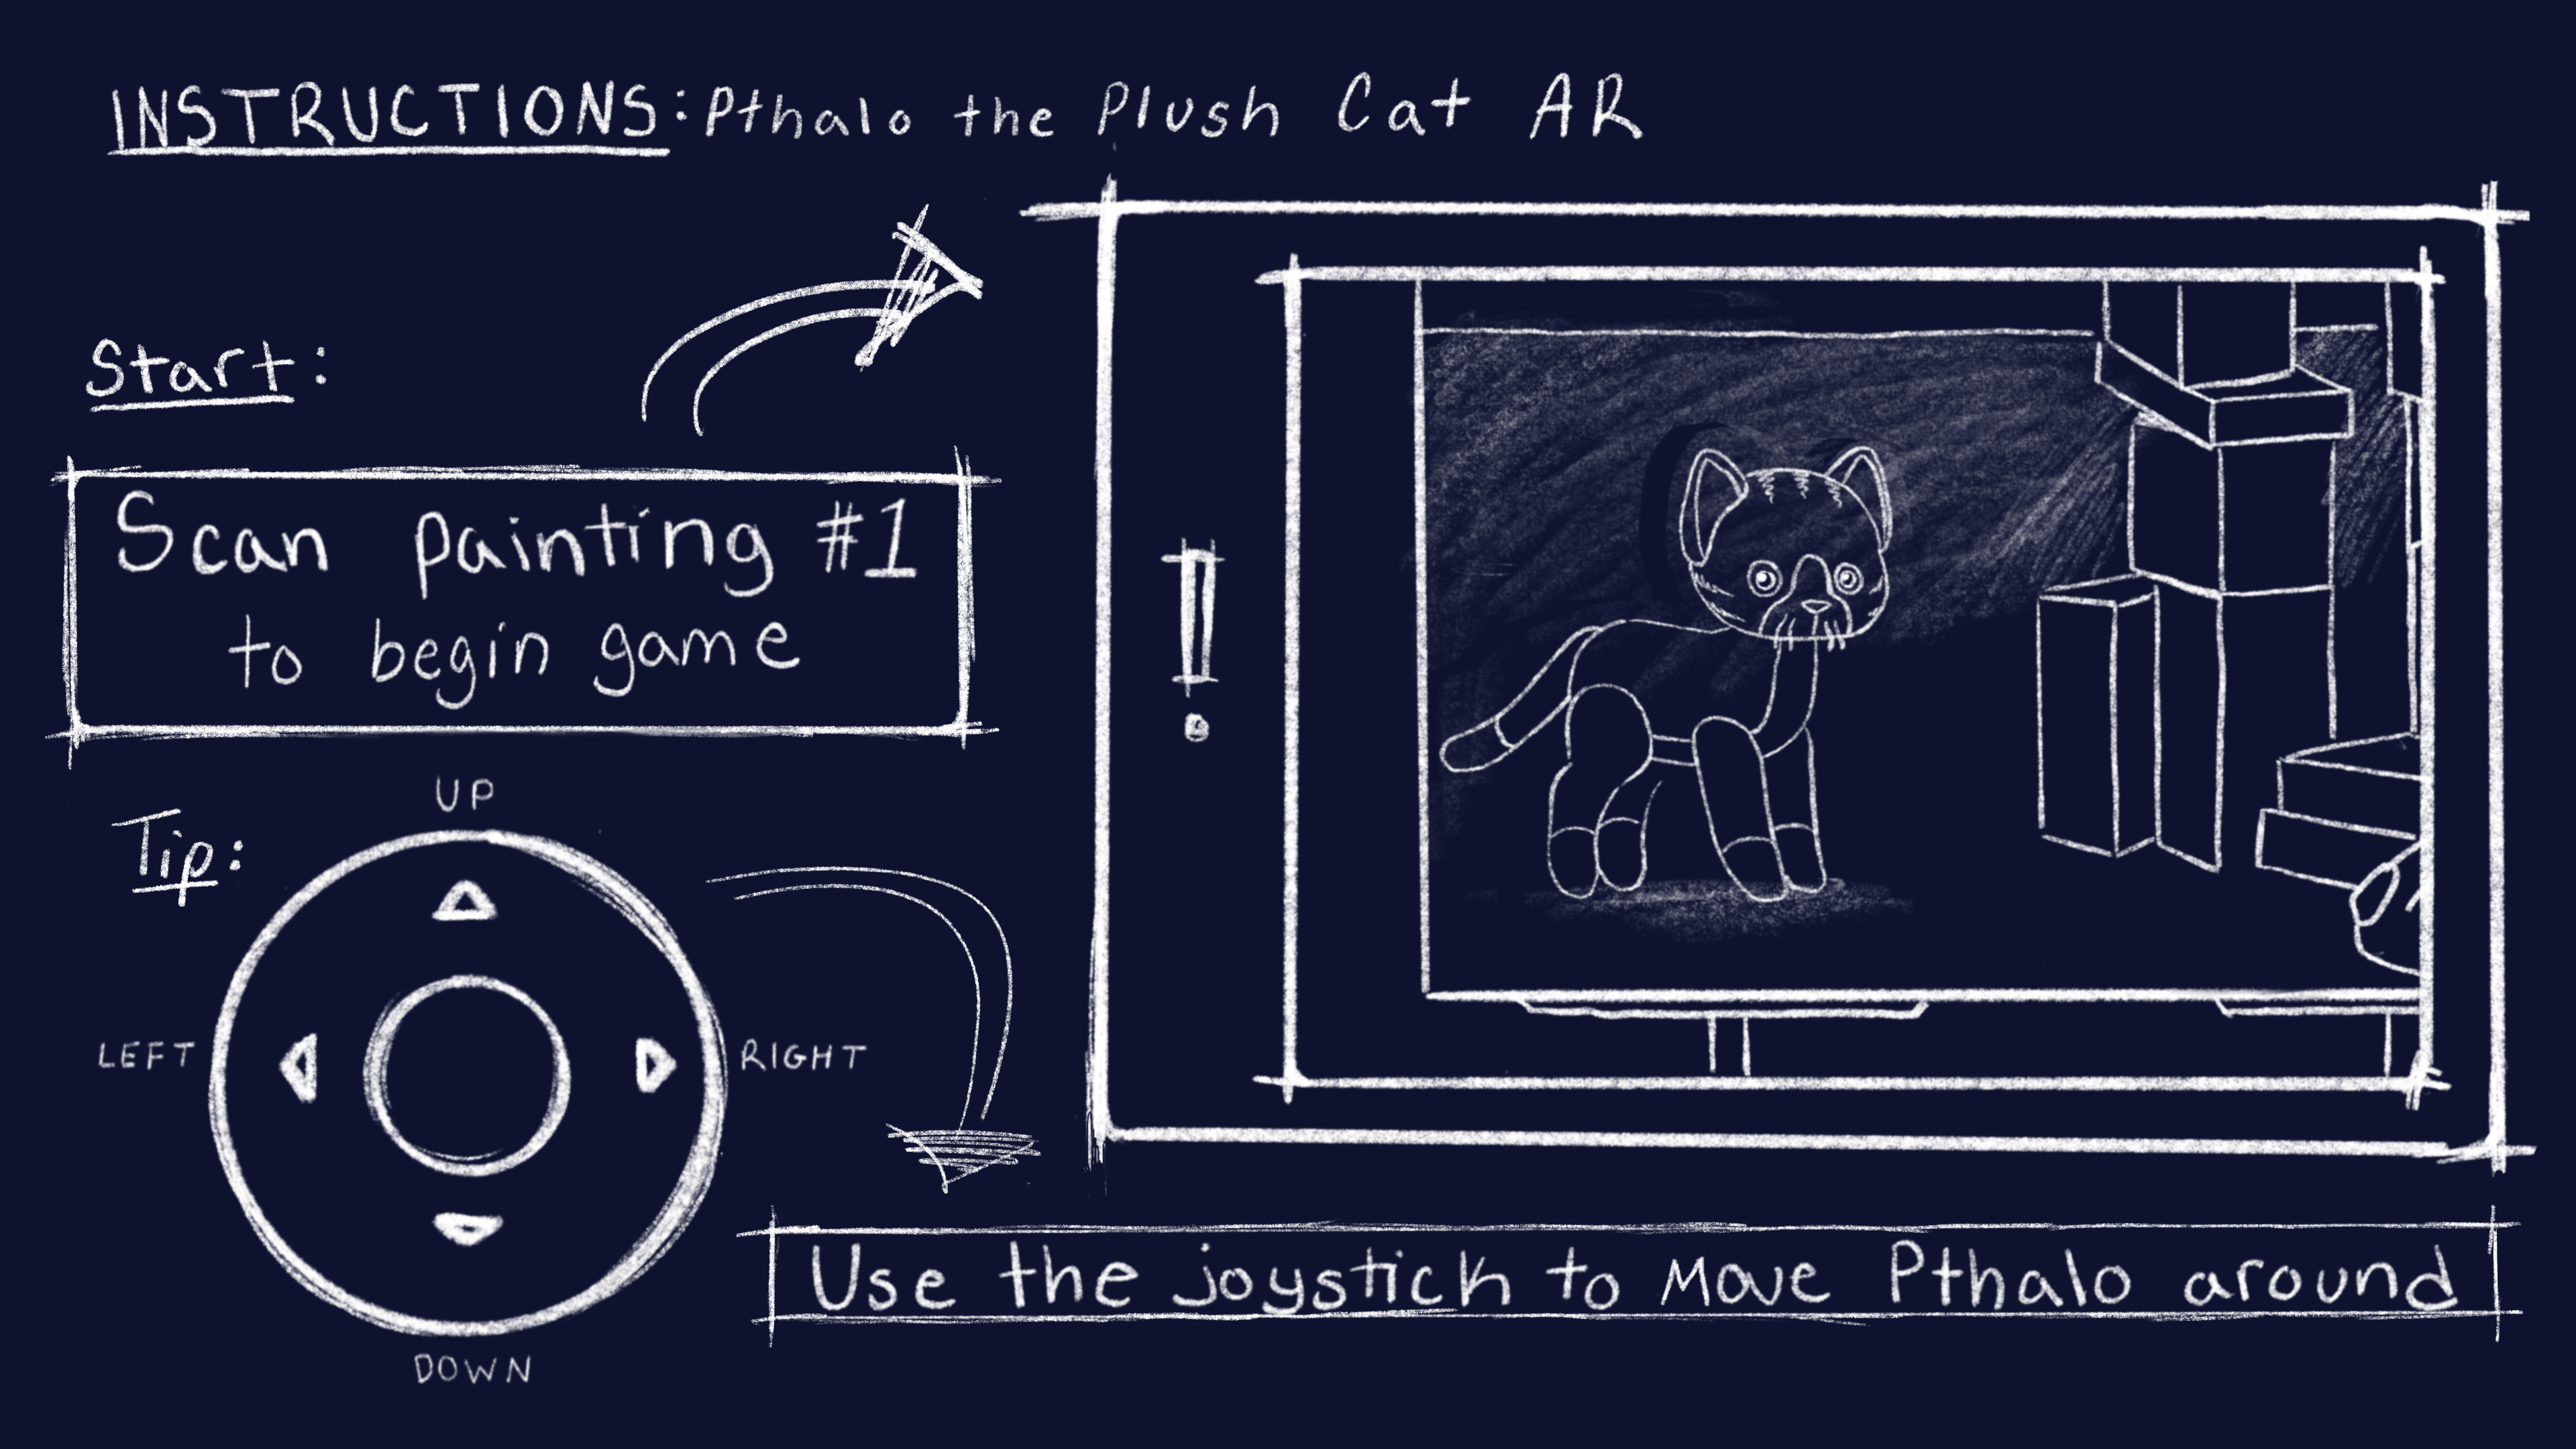 INSTRUCTIONS: Pthalo the Plush Cat AR
Start:
Scan painting #1
to begin game
!
Tip:
UP
LEFT
RIGHT
DOWN
Use the joystick to Move Pthalo around